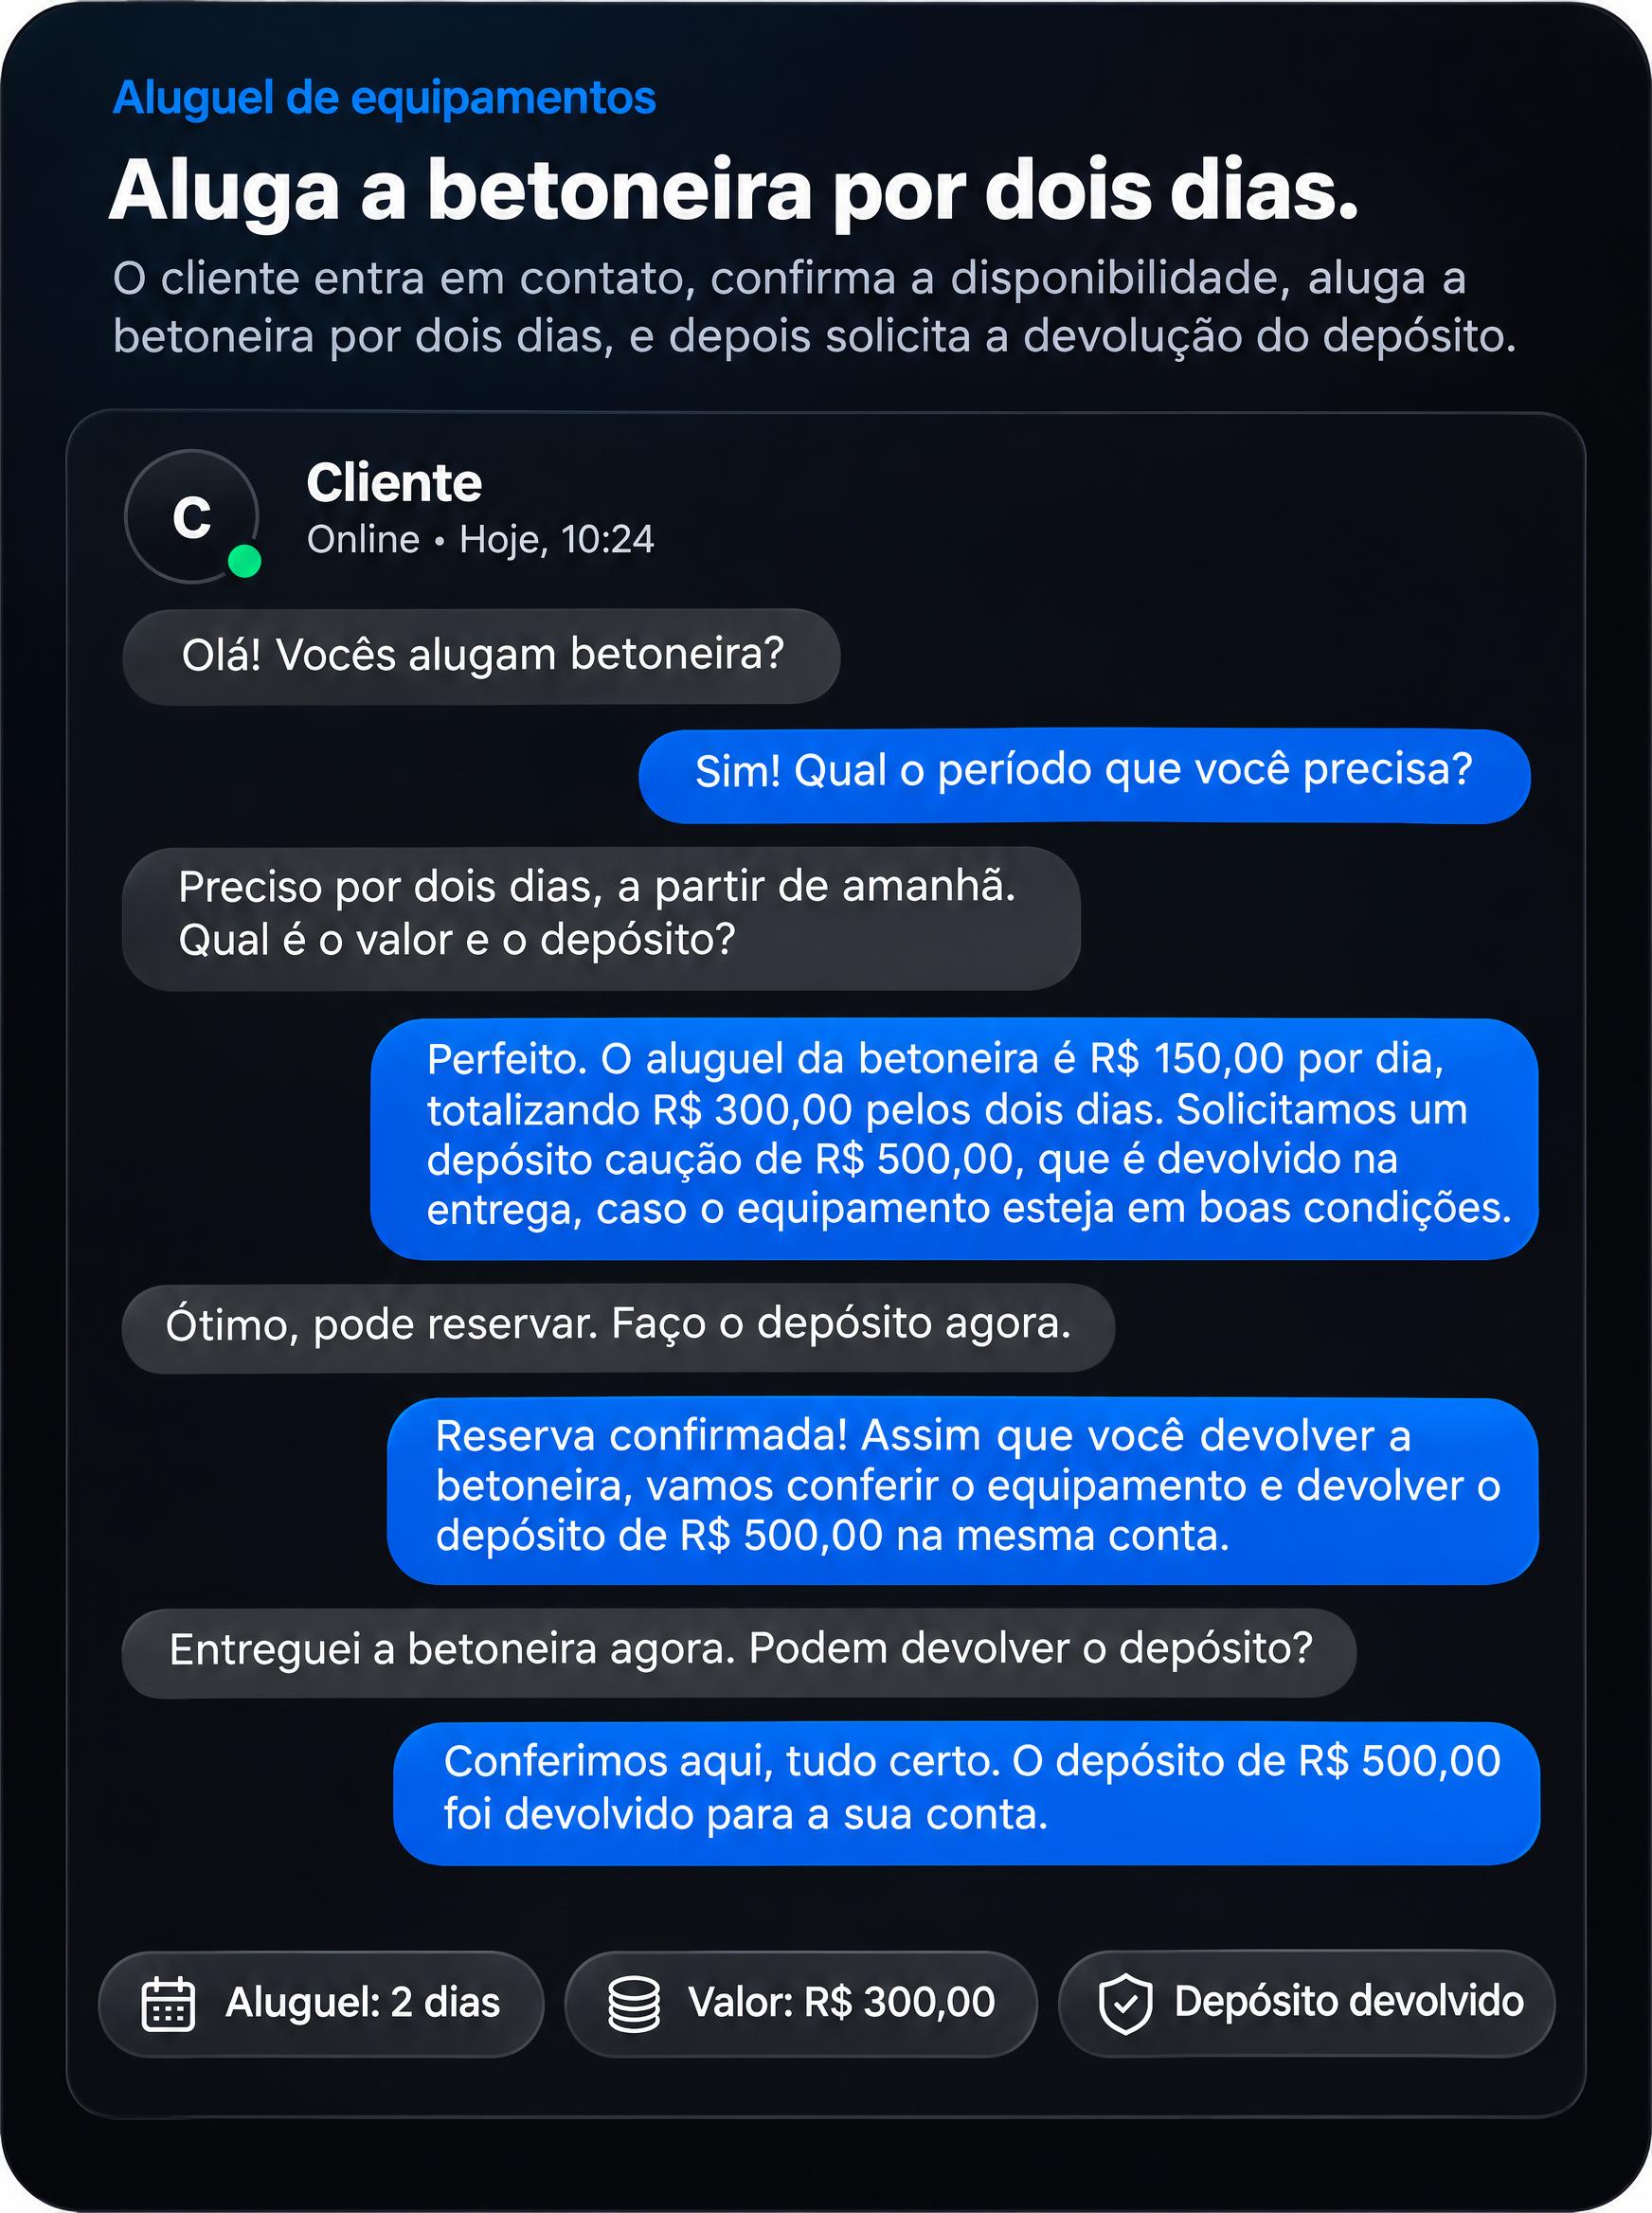 Aluguel de equipamentos
Aluga a betoneira por dois dias.
O cliente entra em contato, confirma a disponibilidade, aluga a
betoneira por dois dias, e depois solicita a devolução do depósito.
C
Cliente
Online • Hoje, 10:24
Olá! Vocês alugam betoneira?
Sim! Qual o período que você precisa?
Preciso por dois dias, a partir de amanhã.
Qual é o valor e o depósito?
Perfeito. O aluguel da betoneira é R$ 150,00 por dia,
totalizando R$ 300,00 pelos dois dias. Solicitamos um
depósito caução de R$ 500,00, que é devolvido na
entrega, caso o equipamento esteja em boas condições.
Ótimo, pode reservar. Faço o depósito agora.
Reserva confirmada! Assim que você devolver a
betoneira, vamos conferir o equipamento e devolver o
depósito de R$ 500,00 na mesma conta.
Entreguei a betoneira agora. Podem devolver o depósito?
Conferimos aqui, tudo certo. O depósito de R$ 500,00
foi devolvido para a sua conta.
Aluguel: 2 dias
Valor: R$ 300,00
Depósito devolvido